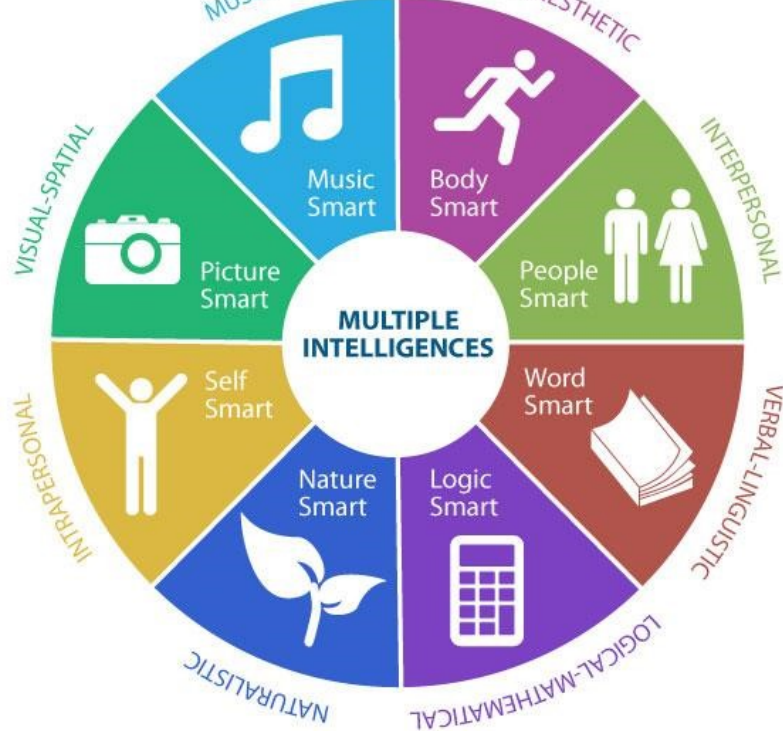 MULTIPLE
INTELLIGENCES
Music
Smart
Body
Smart
People
Smart
Word
Smart
Logic
Smart
Nature
Smart
Self
Smart
Picture
Smart
INTERPERSONAL
VERBAL-LINGUISTIC
LOGICAL-MATHEMATICAL
NATURALISTIC
INTRAPERSONAL
VISUAL-SPATIAL